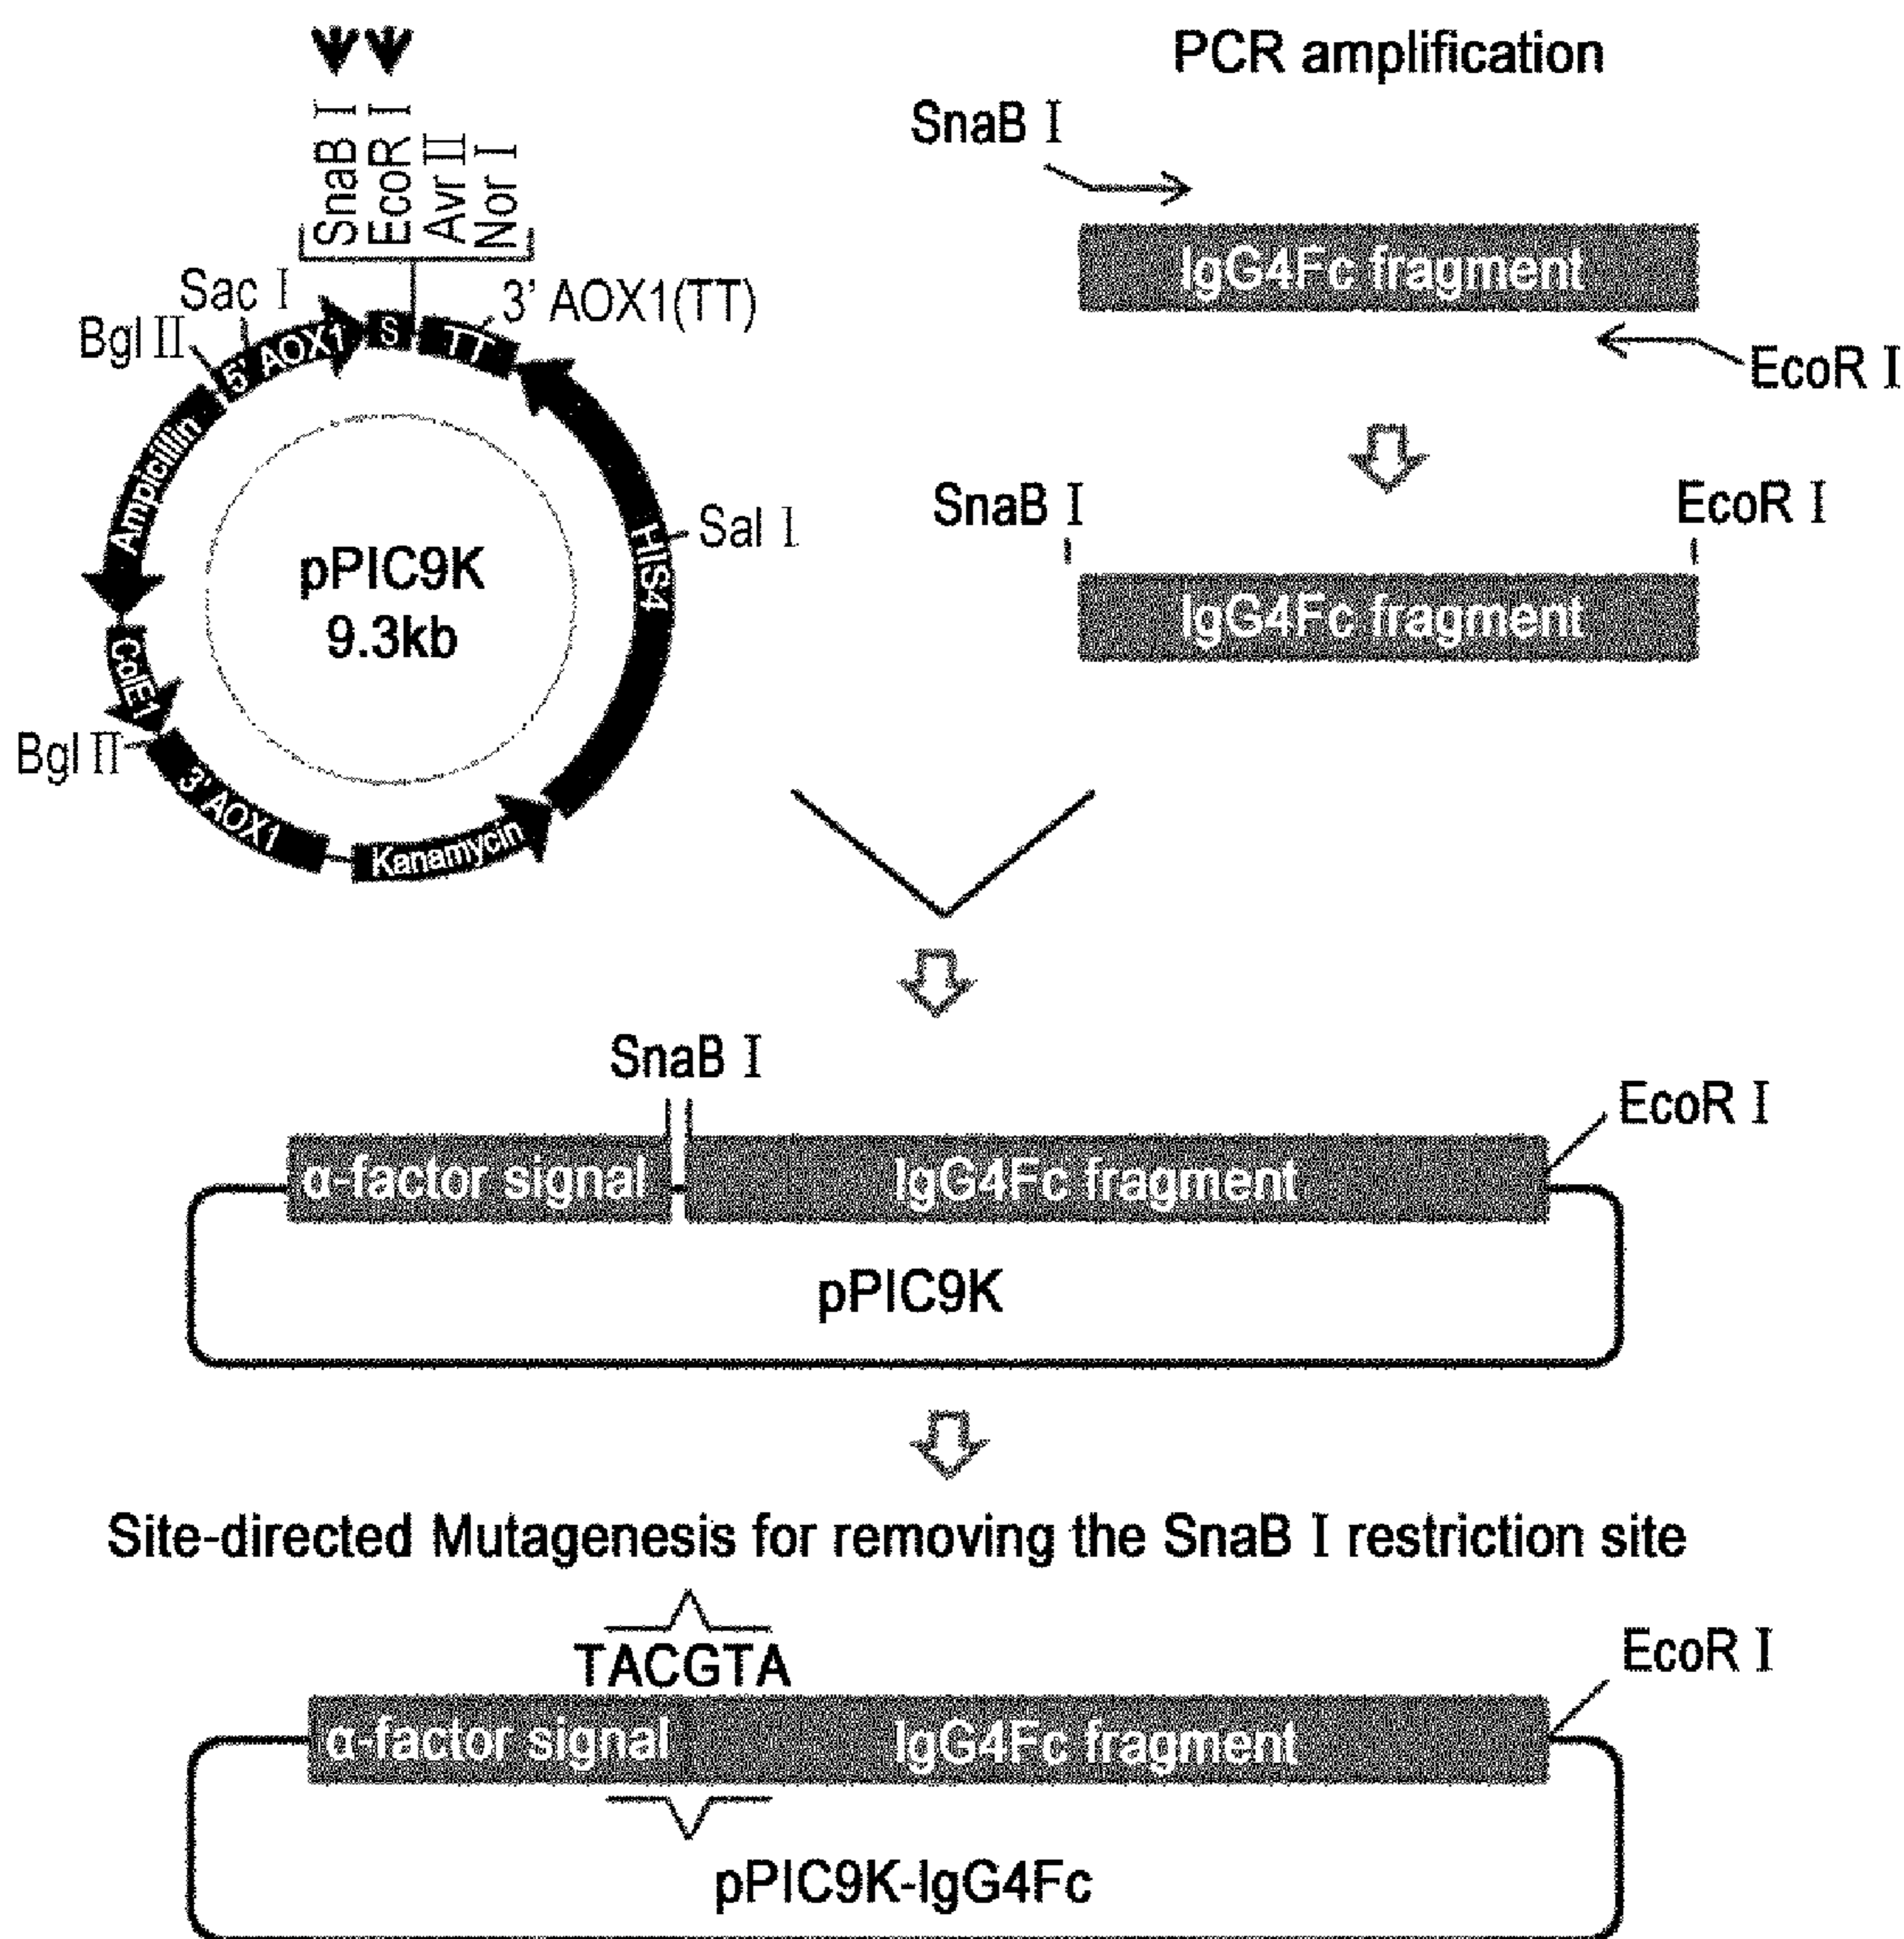 PCR amplification
SnaB I
EcoR I
Avr II
Nor I
Sac I
Bgl II
5' AOX1
S
TT
3' AOX1(TT)
Ampicillin
HIS4
Sal I
pPIC9K
9.3kb
ColE1
Bgl II
3' AOX1
Kanamycin
SnaB I
IgG4Fc fragment
EcoR I
SnaB I
EcoR I
IgG4Fc fragment
SnaB I
EcoR I
α-factor signal
IgG4Fc fragment
pPIC9K
Site-directed Mutagenesis for removing the SnaB I restriction site
TACGTA
EcoR I
α-factor signal
IgG4Fc fragment
pPIC9K-IgG4Fc